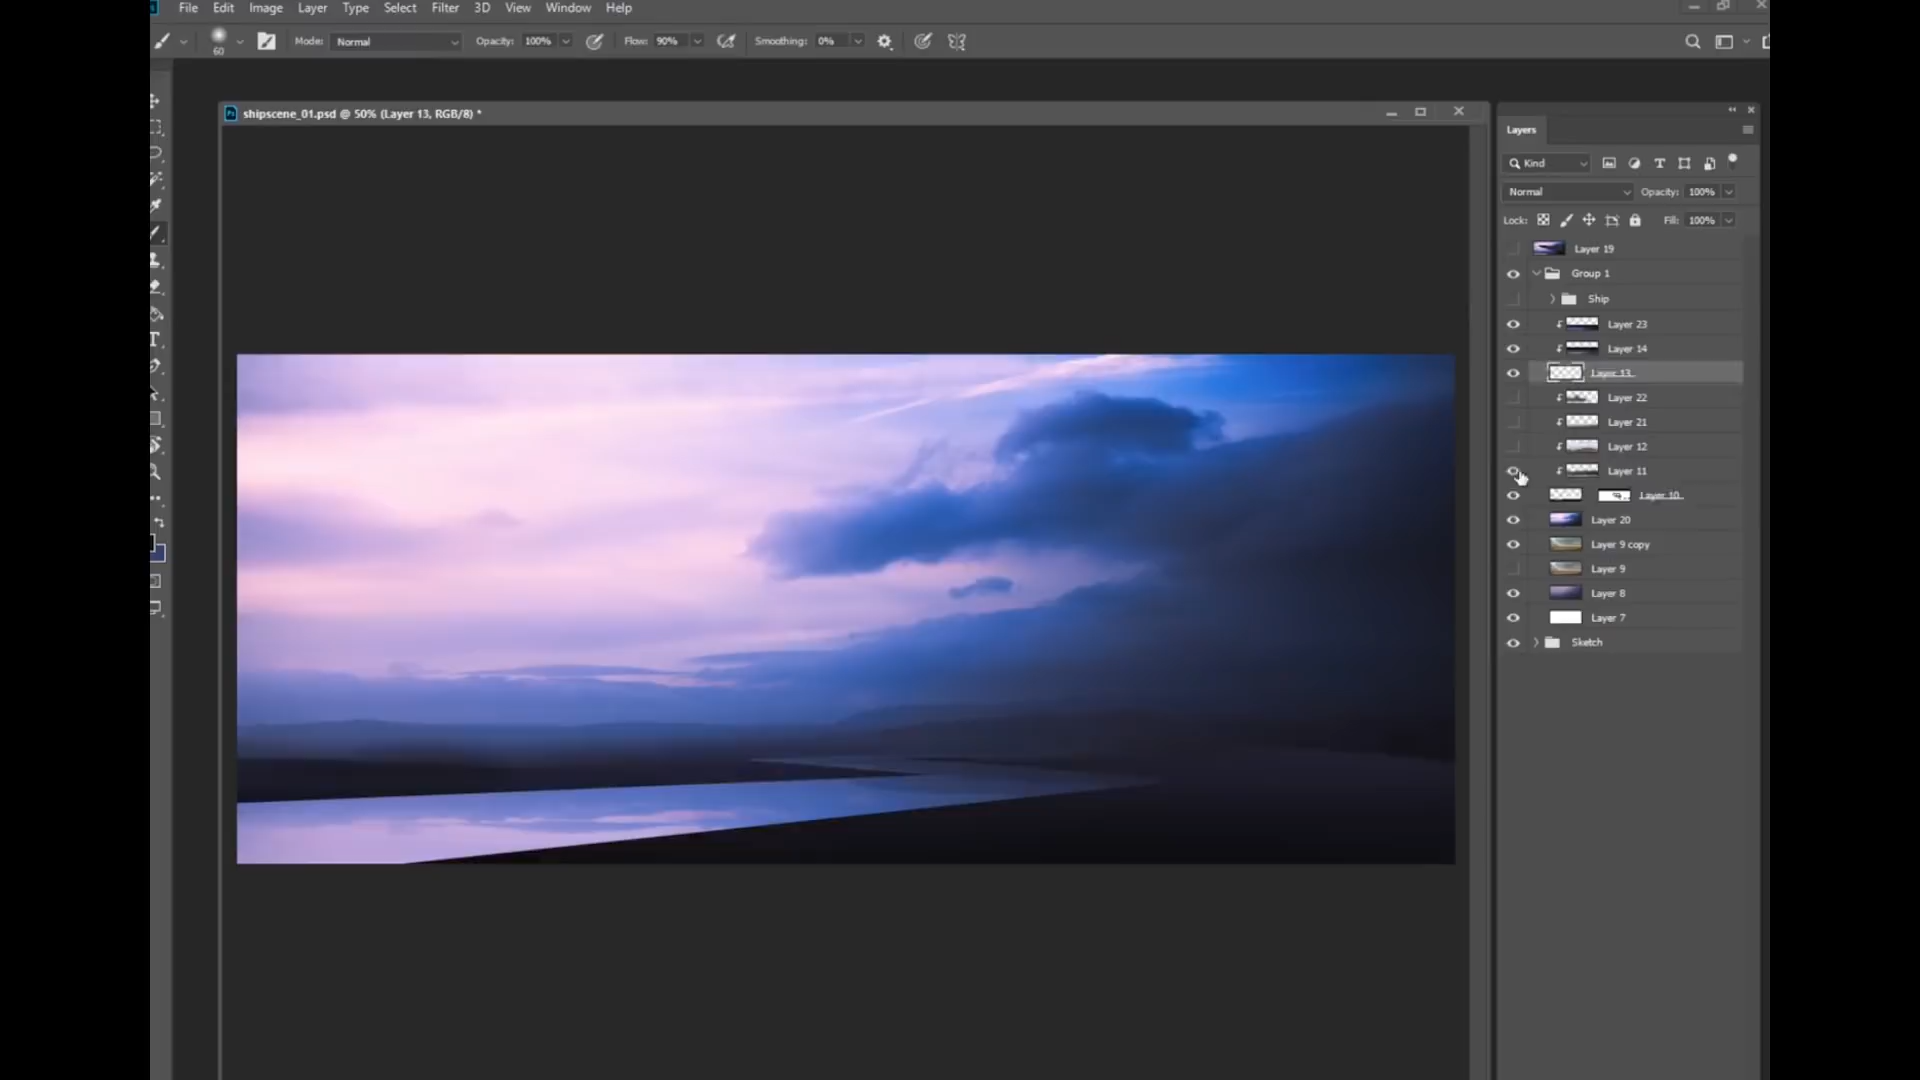 File Edit Image Layer Type Select Filter 3D View Window Help
60 Mode: Normal Opacity: 100% Flow: 90% Smoothing: 0%
shipscene_01.psd @ 50% (Layer 13, RGB/8) *
Layers
Kind
Normal Opacity: 100%
Lock: Fill: 100%
Layer 19
Group 1
Ship
Layer 23
Layer 14
Layer 13
Layer 22
Layer 21
Layer 12
Layer 11
Layer 10
Layer 20
Layer 9 copy
Layer 9
Layer 8
Layer 7
Sketch